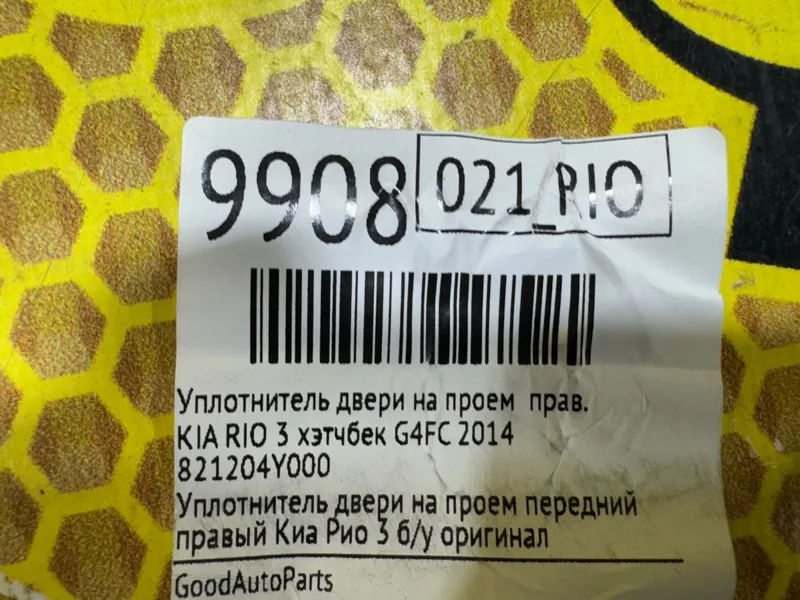 9908 021_RIO
Уплотнитель двери на проем прав.
KIA RIO 3 хэтчбек G4FC 2014
821204Y000
Уплотнитель двери на проем передний
правый Киа Рио 3 б/у оригинал
GoodAutoParts